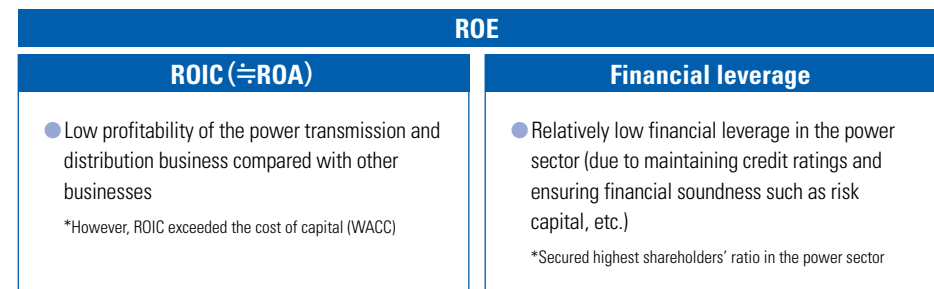 ROE
ROIC(≒ROA)
● Low profitability of the power transmission and
distribution business compared with other
businesses
*However, ROIC exceeded the cost of capital (WACC)
Financial leverage
● Relatively low financial leverage in the power
sector (due to maintaining credit ratings and
ensuring financial soundness such as risk
capital, etc.)
*Secured highest shareholders’ ratio in the power sector